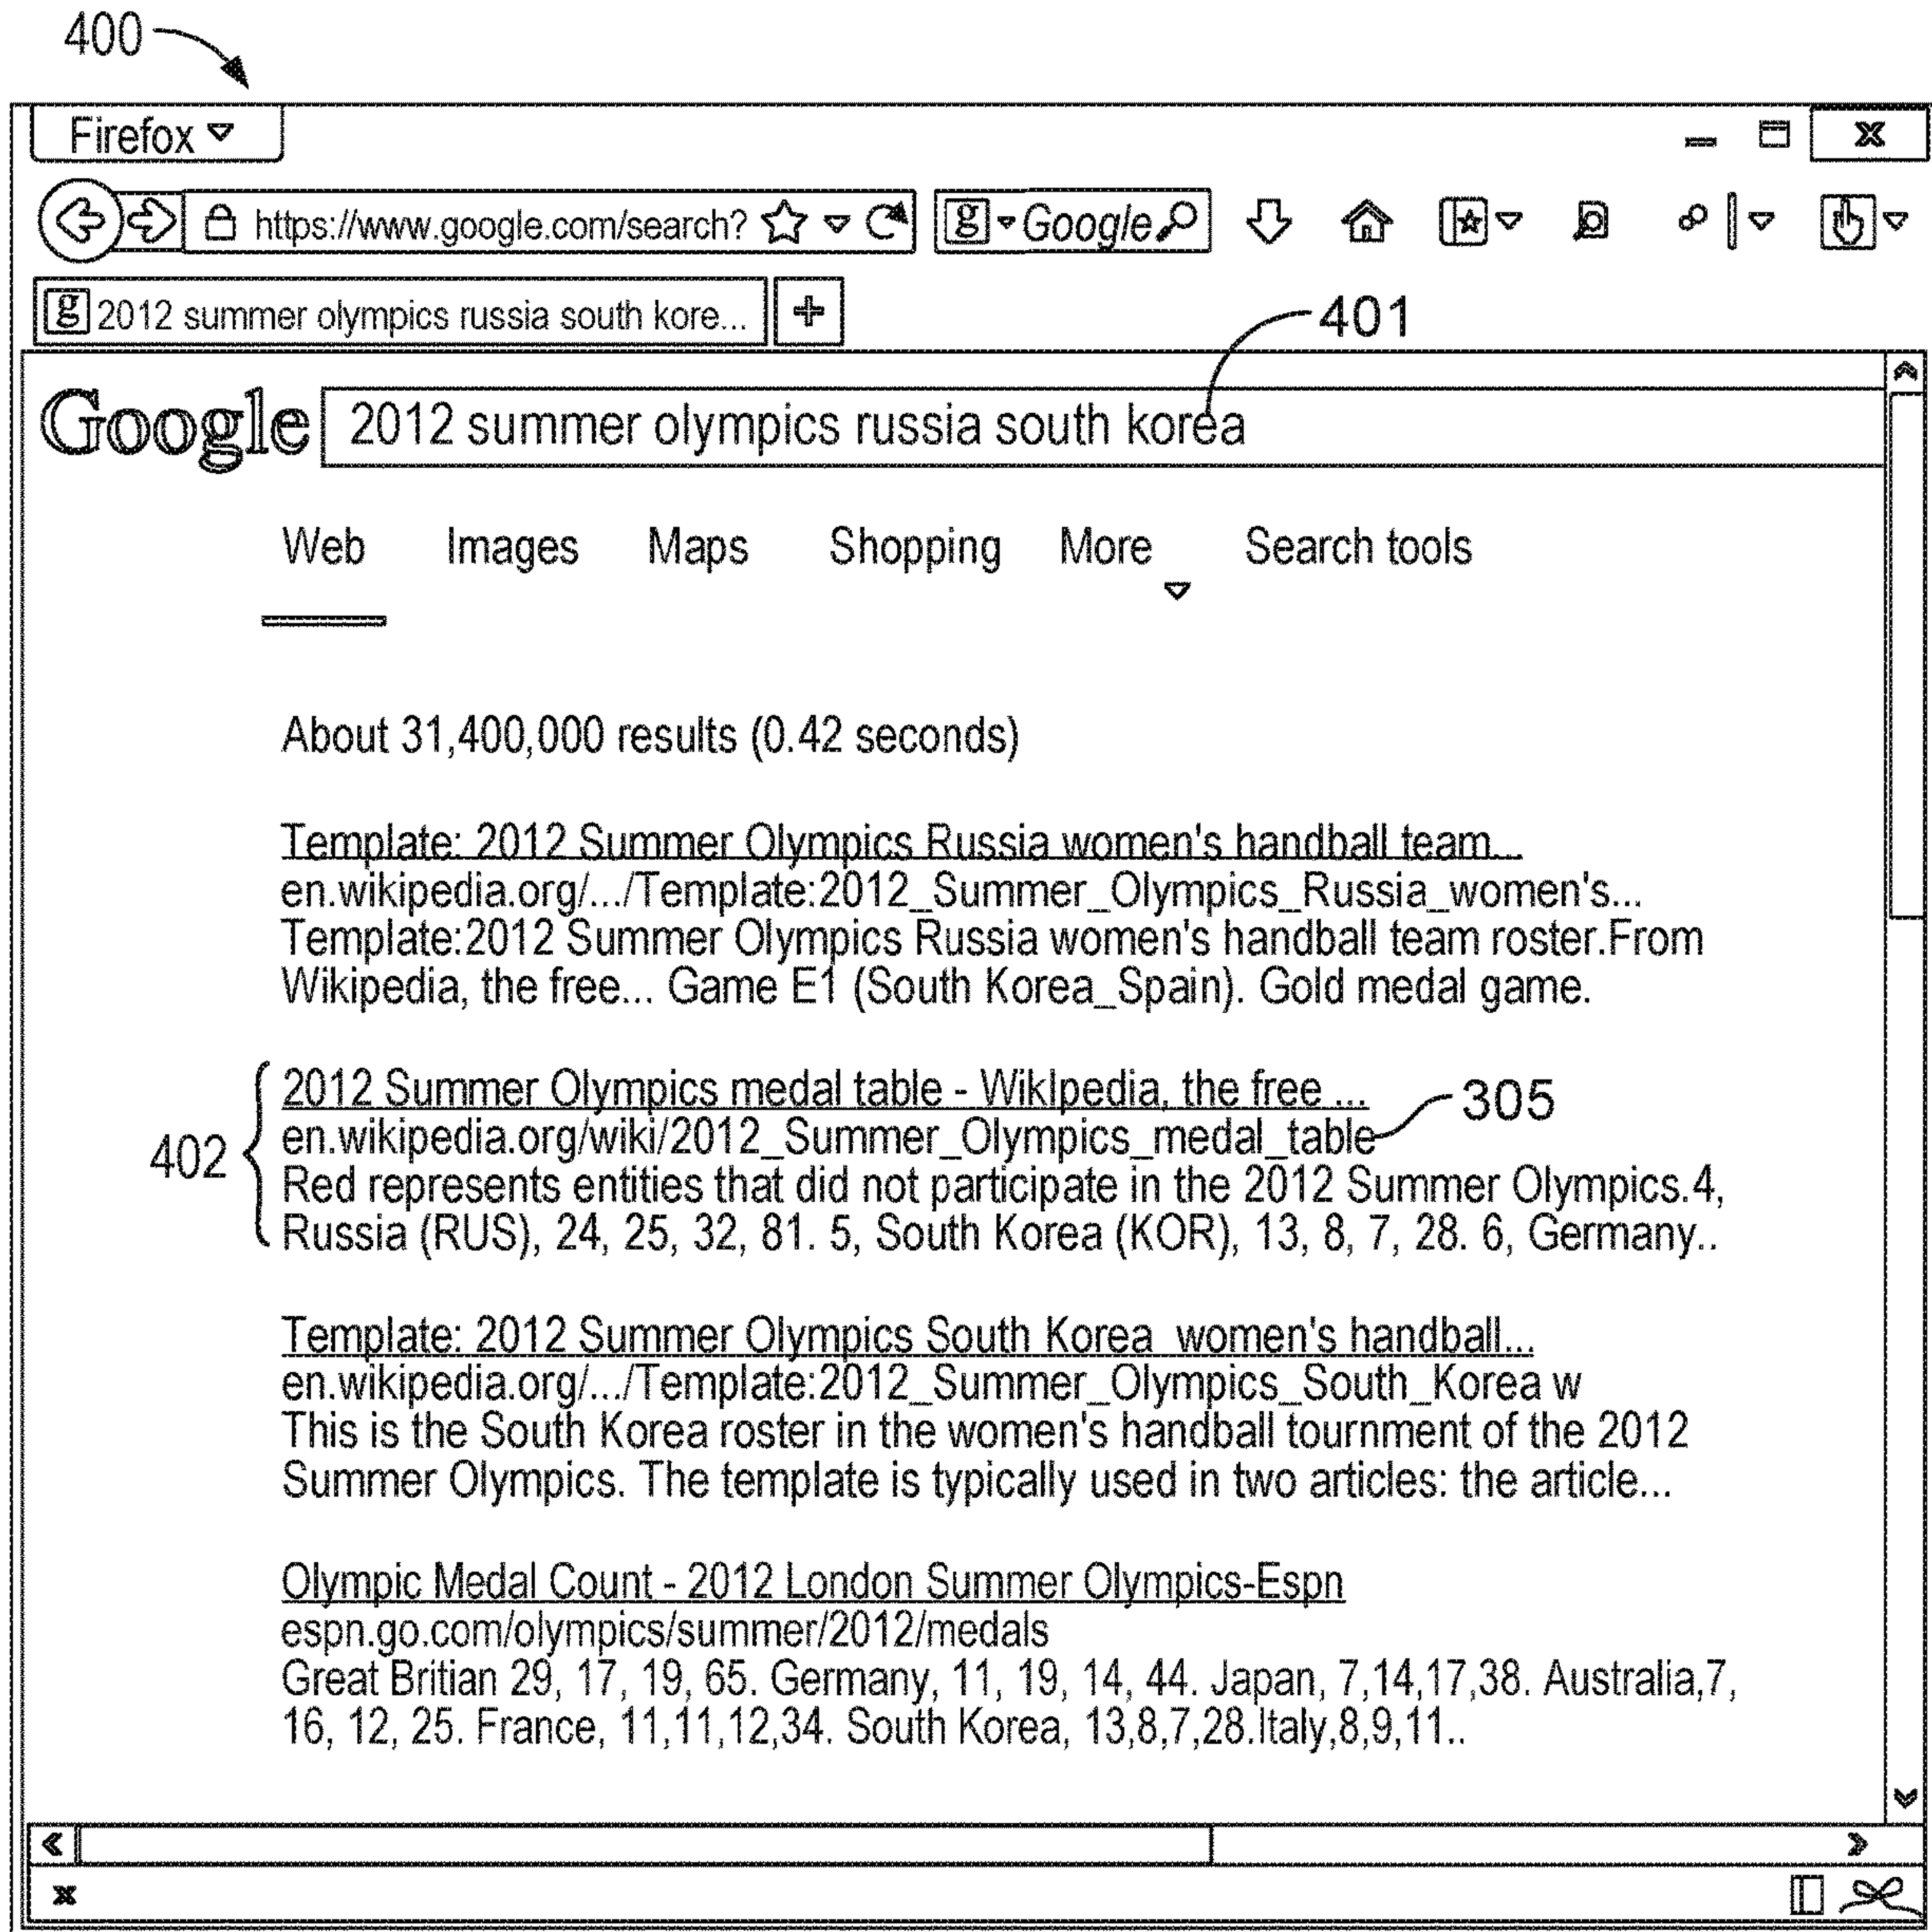 400
Firefox
https://www.google.com/search? g Google
g 2012 summer olympics russia south kore...
401
Google 2012 summer olympics russia south korea
Web Images Maps Shopping More Search tools
About 31,400,000 results (0.42 seconds)
Template: 2012 Summer Olympics Russia women's handball team...
en.wikipedia.org/.../Template:2012_Summer_Olympics_Russia_women's...
Template:2012 Summer Olympics Russia women's handball team roster.From
Wikipedia, the free... Game E1 (South Korea_Spain). Gold medal game.
2012 Summer Olympics medal table - WikIpedia, the free ...
305
402
en.wikipedia.org/wiki/2012_Summer_Olympics_medal_table
Red represents entities that did not participate in the 2012 Summer Olympics.4,
Russia (RUS), 24, 25, 32, 81. 5, South Korea (KOR), 13, 8, 7, 28. 6, Germany..
Template: 2012 Summer Olympics South Korea women's handball...
en.wikipedia.org/.../Template:2012_Summer_Olympics_South_Korea w
This is the South Korea roster in the women's handball tournment of the 2012
Summer Olympics. The template is typically used in two articles: the article...
Olympic Medal Count - 2012 London Summer Olympics-Espn
espn.go.com/olympics/summer/2012/medals
Great Britian 29, 17, 19, 65. Germany, 11, 19, 14, 44. Japan, 7,14,17,38. Australia,7,
16, 12, 25. France, 11,11,12,34. South Korea, 13,8,7,28.Italy,8,9,11..